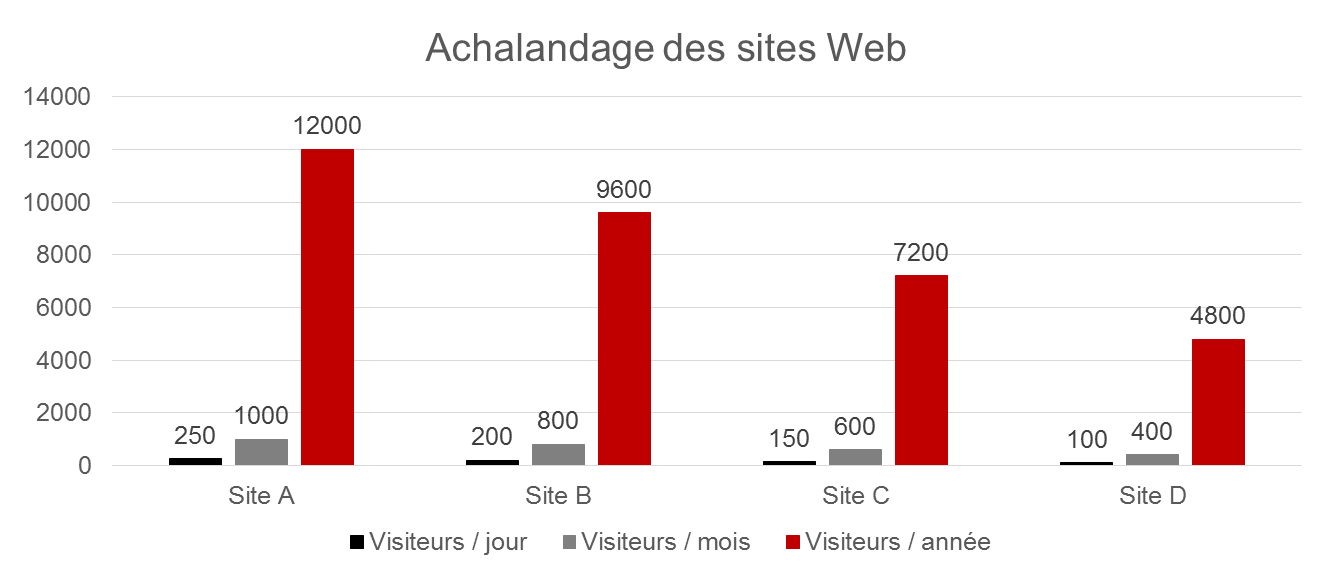 Achalandage des sites Web
14000
12000
10000
8000
6000
4000
2000
0
250
1000
12000
200
800
9600
150
600
7200
100
400
4800
Site A
Site B
Site C
Site D
Visiteurs / jour
Visiteurs / mois
Visiteurs / année